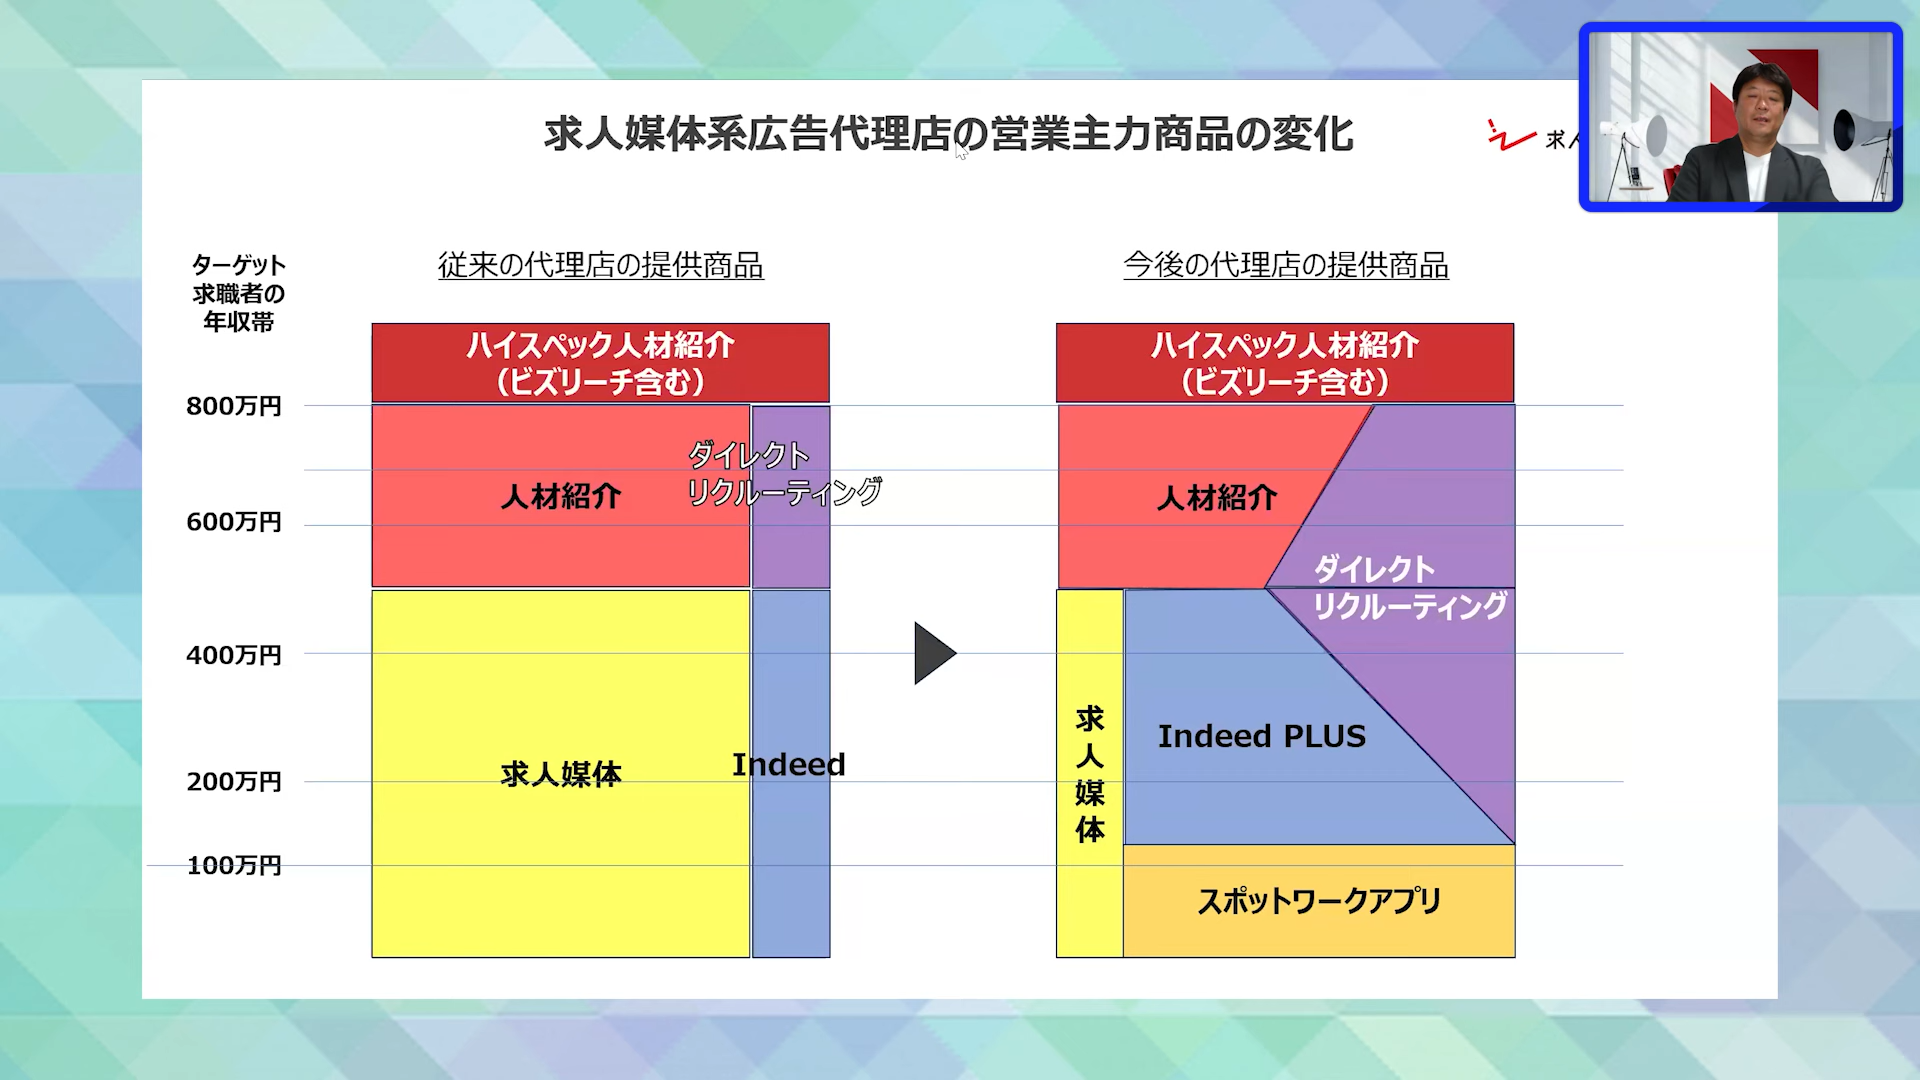 求人媒体系広告代理店の営業主力商品の変化
求人
ターゲット
求職者の
年収帯
従来の代理店の提供商品
今後の代理店の提供商品
ハイスペック人材紹介
（ビズリーチ含む）
ハイスペック人材紹介
（ビズリーチ含む）
800万円
600万円
400万円
200万円
100万円
人材紹介
ダイレクト
リクルーティング
求人媒体
Indeed
人材紹介
ダイレクト
リクルーティング
求人媒体
Indeed PLUS
スポットワークアプリ